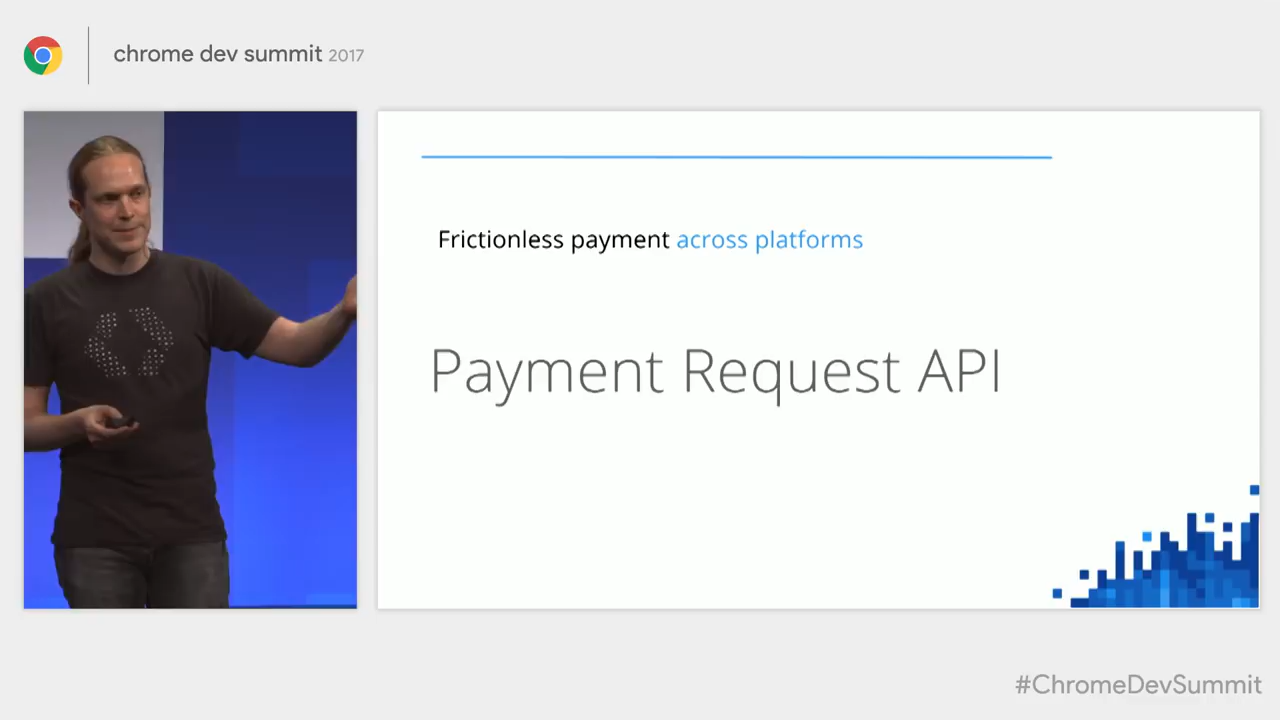 chrome dev summit 2017
Frictionless payment across platforms
Payment Request API
#ChromeDevSummit